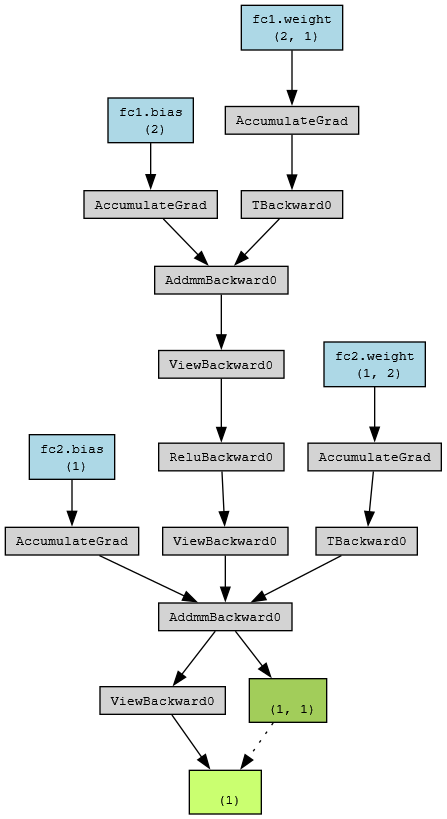 fc1.weight
(2, 1)
fc1.bias
(2)
AccumulateGrad
AccumulateGrad
TBackward0
AddmmBackward0
ViewBackward0
fc2.weight
(1, 2)
fc2.bias
(1)
ReluBackward0
AccumulateGrad
AccumulateGrad
ViewBackward0
TBackward0
AddmmBackward0
ViewBackward0
(1, 1)
(1)